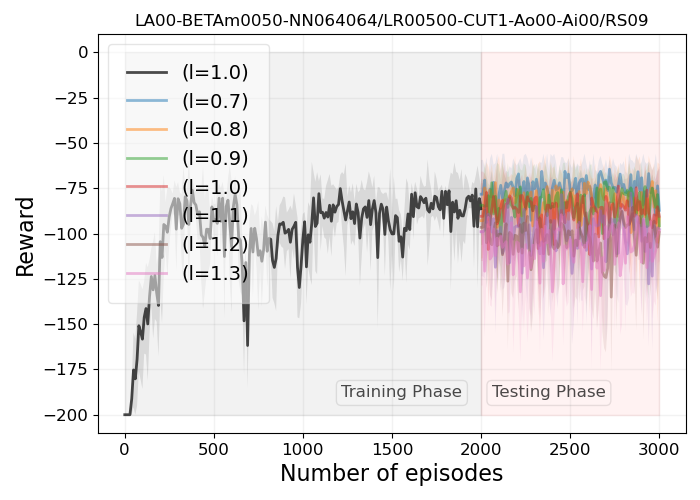 LA00-BETAm0050-NN064064/LR00500-CUT1-Ao00-Ai00/RS09
Reward
0
−25
−50
−75
−100
−125
−150
−175
−200
(l=1.0)
(l=0.7)
(l=0.8)
(l=0.9)
(l=1.0)
(l=1.1)
(l=1.2)
(l=1.3)
Training Phase
Testing Phase
0
500
1000
1500
2000
2500
3000
Number of episodes